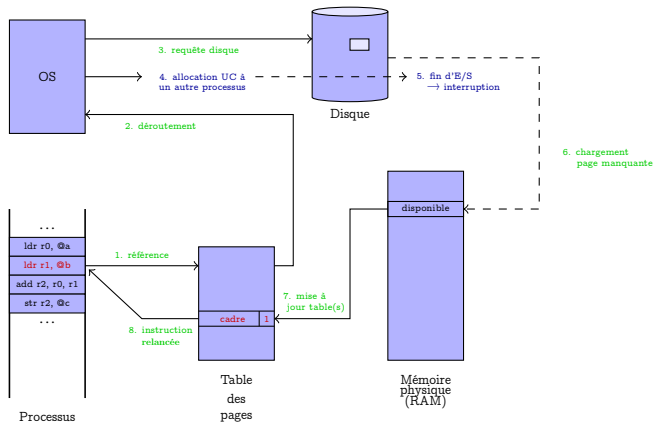 OS
3. requête disque
4. allocation UC á
un autre processus
5. fin d'E/S
→ interruption
Disque
2. déroutement
6. chargement
page manquante
disponible
...
ldr r0, @a
ldr r1, @b
add r2, r0, r1
str r2, @c
...
1. référence
7. mise à
jour table(s)
cadre 1
8. instruction
relancée
Processus
Table
des
pages
Mémoire
physique
(RAM)